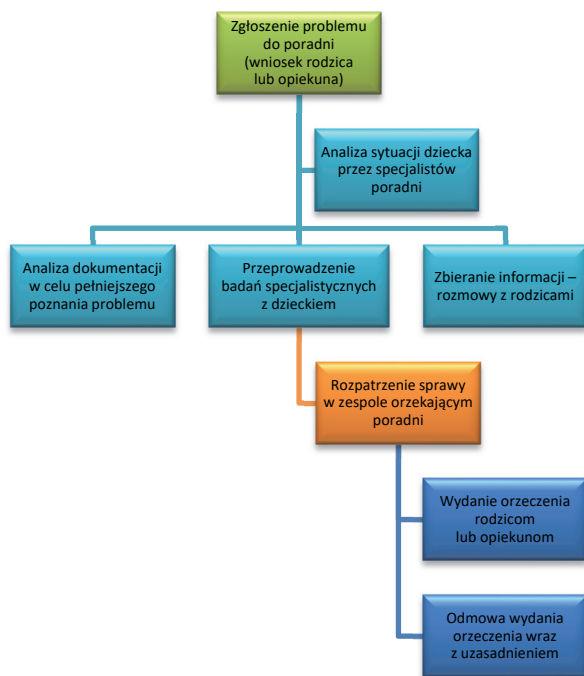 Zgłoszenie problemu
do poradni
(wniosek rodzica
lub opiekuna)
Analiza sytuacji dziecka
przez specjalistów
poradni
Analiza dokumentacji
w celu pełniejszego
poznania problemu
Przeprowadzenie
badań specjalistycznych
z dzieckiem
Zbieranie informacji –
rozmowy z rodzicami
Rozpatrzenie sprawy
w zespole orzekającym
poradni
Wydanie orzeczenia
rodzicom
lub opiekunom
Odmowa wydania
orzeczenia wraz
z uzasadnieniem